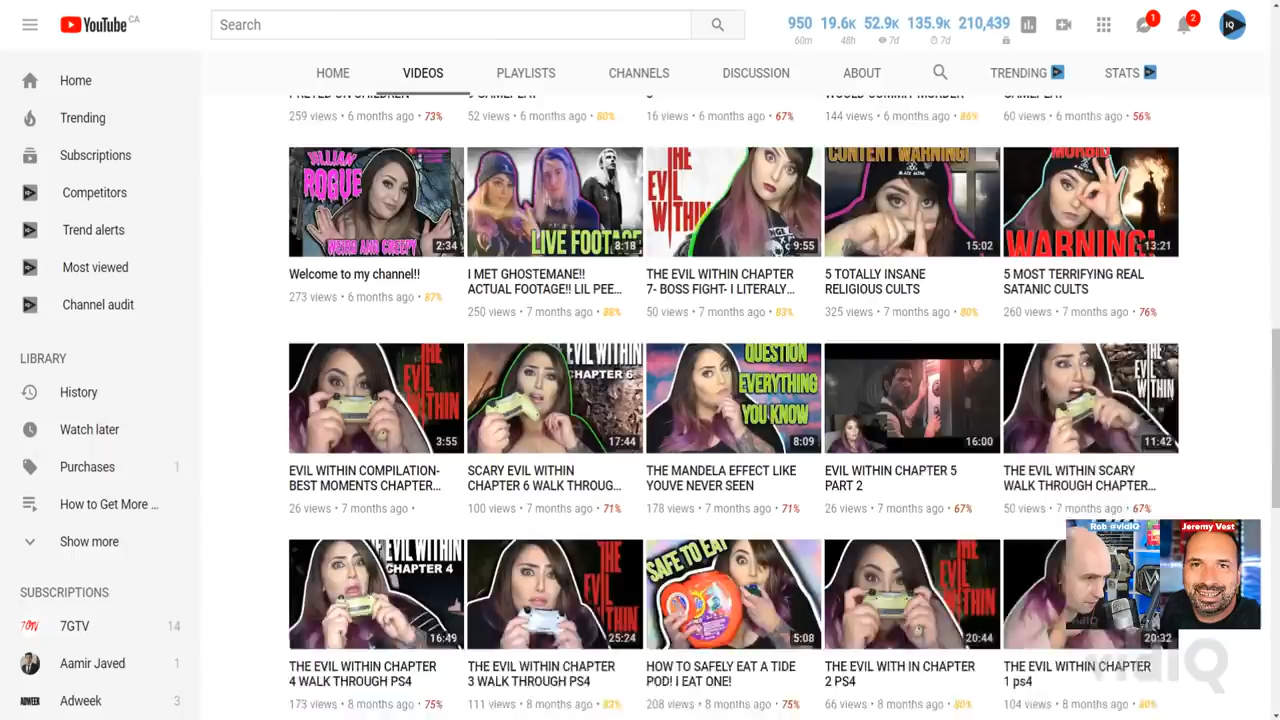 YouTube CA
Search
950 19.6K 52.9K 135.9K 210,439
60m 48h 7d 7d
1
2
IQ
HOME VIDEOS PLAYLISTS CHANNELS DISCUSSION ABOUT TRENDING STATS
Home
Trending
Subscriptions
Competitors
Trend alerts
Most viewed
Channel audit
LIBRARY
History
Watch later
Purchases 1
How to Get More ...
Show more
SUBSCRIPTIONS
7GTV 14
Aamir Javed 1
Adweek 3
259 views • 6 months ago • 73%
52 views • 6 months ago • 80%
16 views • 6 months ago • 67%
144 views • 6 months ago • 86%
60 views • 6 months ago • 56%
JILLIAN
ROGUE
WEIRD AND CREEPY
2:34
LIVE FOOTAGE
8:18
THE
EVIL
WITHIN
9:55
CONTENT WARNING!
15:02
WARNING!
13:21
Welcome to my channel!!
273 views • 6 months ago • 87%
I MET GHOSTEMANE!!
ACTUAL FOOTAGE!! LIL PEE...
250 views • 7 months ago • 88%
THE EVIL WITHIN CHAPTER
7- BOSS FIGHT- I LITERALY...
50 views • 7 months ago • 83%
5 TOTALLY INSANE
RELIGIOUS CULTS
325 views • 7 months ago • 80%
5 MOST TERRIFYING REAL
SATANIC CULTS
260 views • 7 months ago • 76%
THE
EVIL
WITHIN
3:55
EVIL WITHIN
CHAPTER 6
17:44
QUESTION
EVERYTHING
YOU KNOW
8:09
16:00
THE
EVIL
WITHIN
11:42
EVIL WITHIN COMPILATION-
BEST MOMENTS CHAPTER...
26 views • 7 months ago •
SCARY EVIL WITHIN
CHAPTER 6 WALK THROUG...
100 views • 7 months ago • 71%
THE MANDELA EFFECT LIKE
YOUVE NEVER SEEN
178 views • 7 months ago • 71%
EVIL WITHIN CHAPTER 5
PART 2
26 views • 7 months ago • 67%
THE EVIL WITHIN SCARY
WALK THROUGH CHAPTER...
50 views • 7 months ago • 67%
Rob @vidIQ
Jeremy Vest
THE EVIL WITHIN
CHAPTER 4
16:49
THE
EVIL
WITHIN
25:24
SAFE TO EAT
5:08
THE
EVIL
WITHIN
20:44
20:32
THE EVIL WITHIN CHAPTER
4 WALK THROUGH PS4
173 views • 8 months ago • 75%
THE EVIL WITHIN CHAPTER
3 WALK THROUGH PS4
111 views • 8 months ago • 83%
HOW TO SAFELY EAT A TIDE
POD! I EAT ONE!
208 views • 8 months ago • 75%
THE EVIL WITH IN CHAPTER
2 PS4
66 views • 8 months ago • 80%
THE EVIL WITHIN CHAPTER
1 ps4
104 views • 8 months ago • 80%
vidIQ